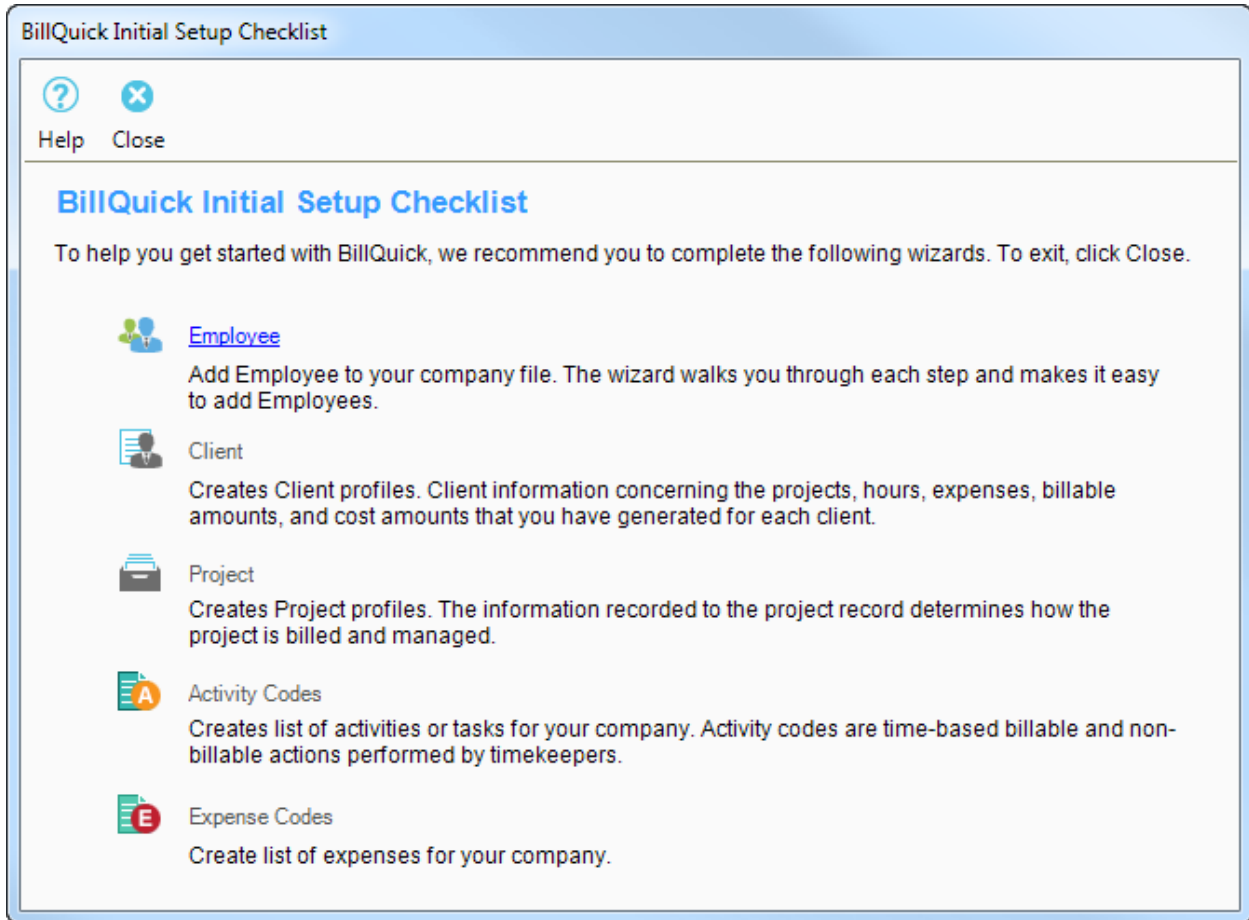 BillQuick Initial Setup Checklist
Help Close
BillQuick Initial Setup Checklist
To help you get started with BillQuick, we recommend you to complete the following wizards. To exit, click Close.
Employee
Add Employee to your company file. The wizard walks you through each step and makes it easy
to add Employees.
Client
Creates Client profiles. Client information concerning the projects, hours, expenses, billable
amounts, and cost amounts that you have generated for each client.
Project
Creates Project profiles. The information recorded to the project record determines how the
project is billed and managed.
A
Activity Codes
Creates list of activities or tasks for your company. Activity codes are time-based billable and non-
billable actions performed by timekeepers.
E
Expense Codes
Create list of expenses for your company.